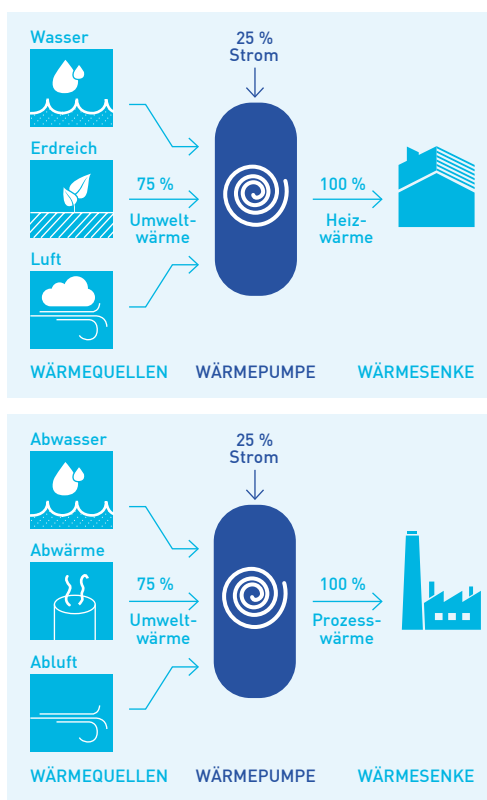 Wasser
25 %
Strom
Erdreich
75 %
Umwelt-
wärme
100 %
Heiz-
wärme
Luft
WÄRMEQUELLEN WÄRMEPUMPE WÄRMESENKE
Abwasser
25 %
Strom
Abwärme
75 %
Umwelt-
wärme
100 %
Prozess-
wärme
Abluft
WÄRMEQUELLEN WÄRMEPUMPE WÄRMESENKE